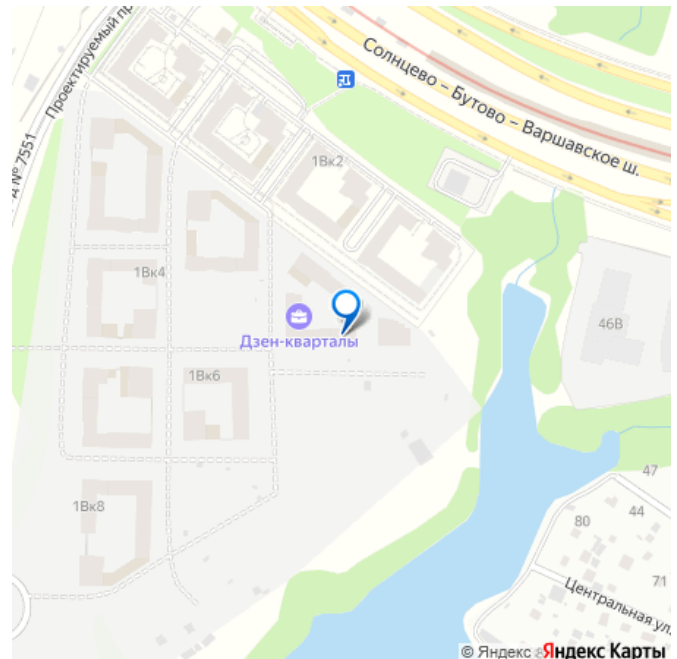 Проектируемый пр
Д № 7551
Солнцево – Бутово – Варшавское ш.
1Вк2
1Вк4
Дзен-кварталы
46В
1Вк6
47
44
80
1Вк8
71
Центральная ул.
© Яндекс Яндекс Карты